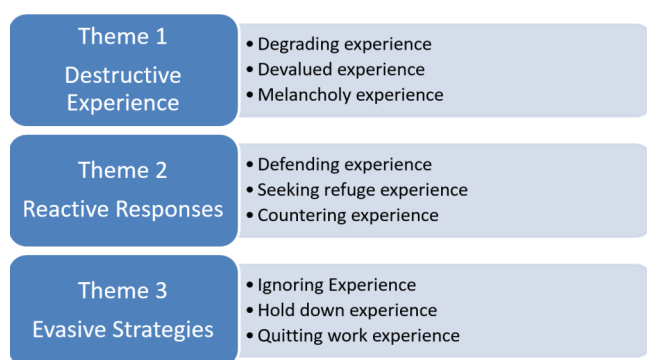 Theme 1
Destructive
Experience
• Degrading experience
• Devalued experience
• Melancholy experience
Theme 2
Reactive Responses
• Defending experience
• Seeking refuge experience
• Countering experience
Theme 3
Evasive Strategies
• Ignoring Experience
• Hold down experience
• Quitting work experience